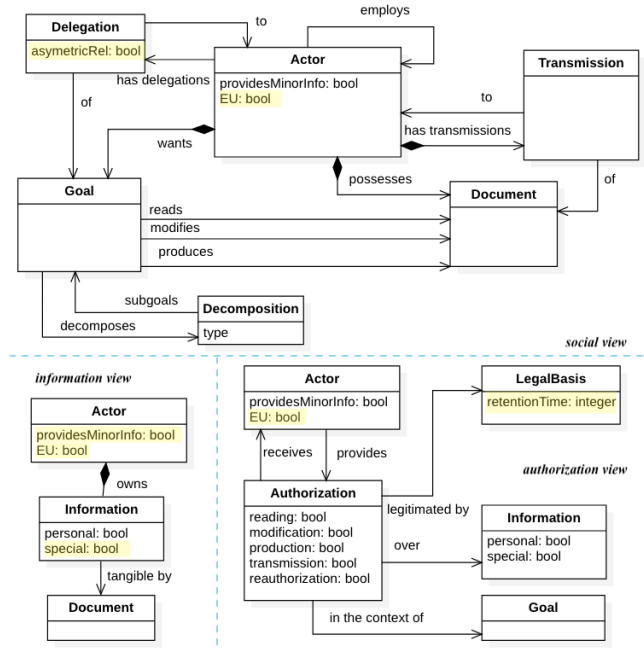 employs
Delegation
to
asymetricRel: bool
Actor
Transmission
has delegations
providesMinorInfo: bool
EU: bool
to
of
has transmissions
wants
possesses
of
Goal
Document
reads
modifies
produces
subgoals
Decomposition
decomposes
type
social view
information view
Actor
providesMinorInfo: bool
EU: bool
owns
Information
personal: bool
special: bool
tangible by
Document
Actor
LegalBasis
providesMinorInfo: bool
retentionTime: integer
EU: bool
receives
provides
authorization view
Authorization
legitimated by
Information
reading: bool
modification: bool
production: bool
transmission: bool
reauthorization: bool
over
personal: bool
special: bool
in the context of
Goal